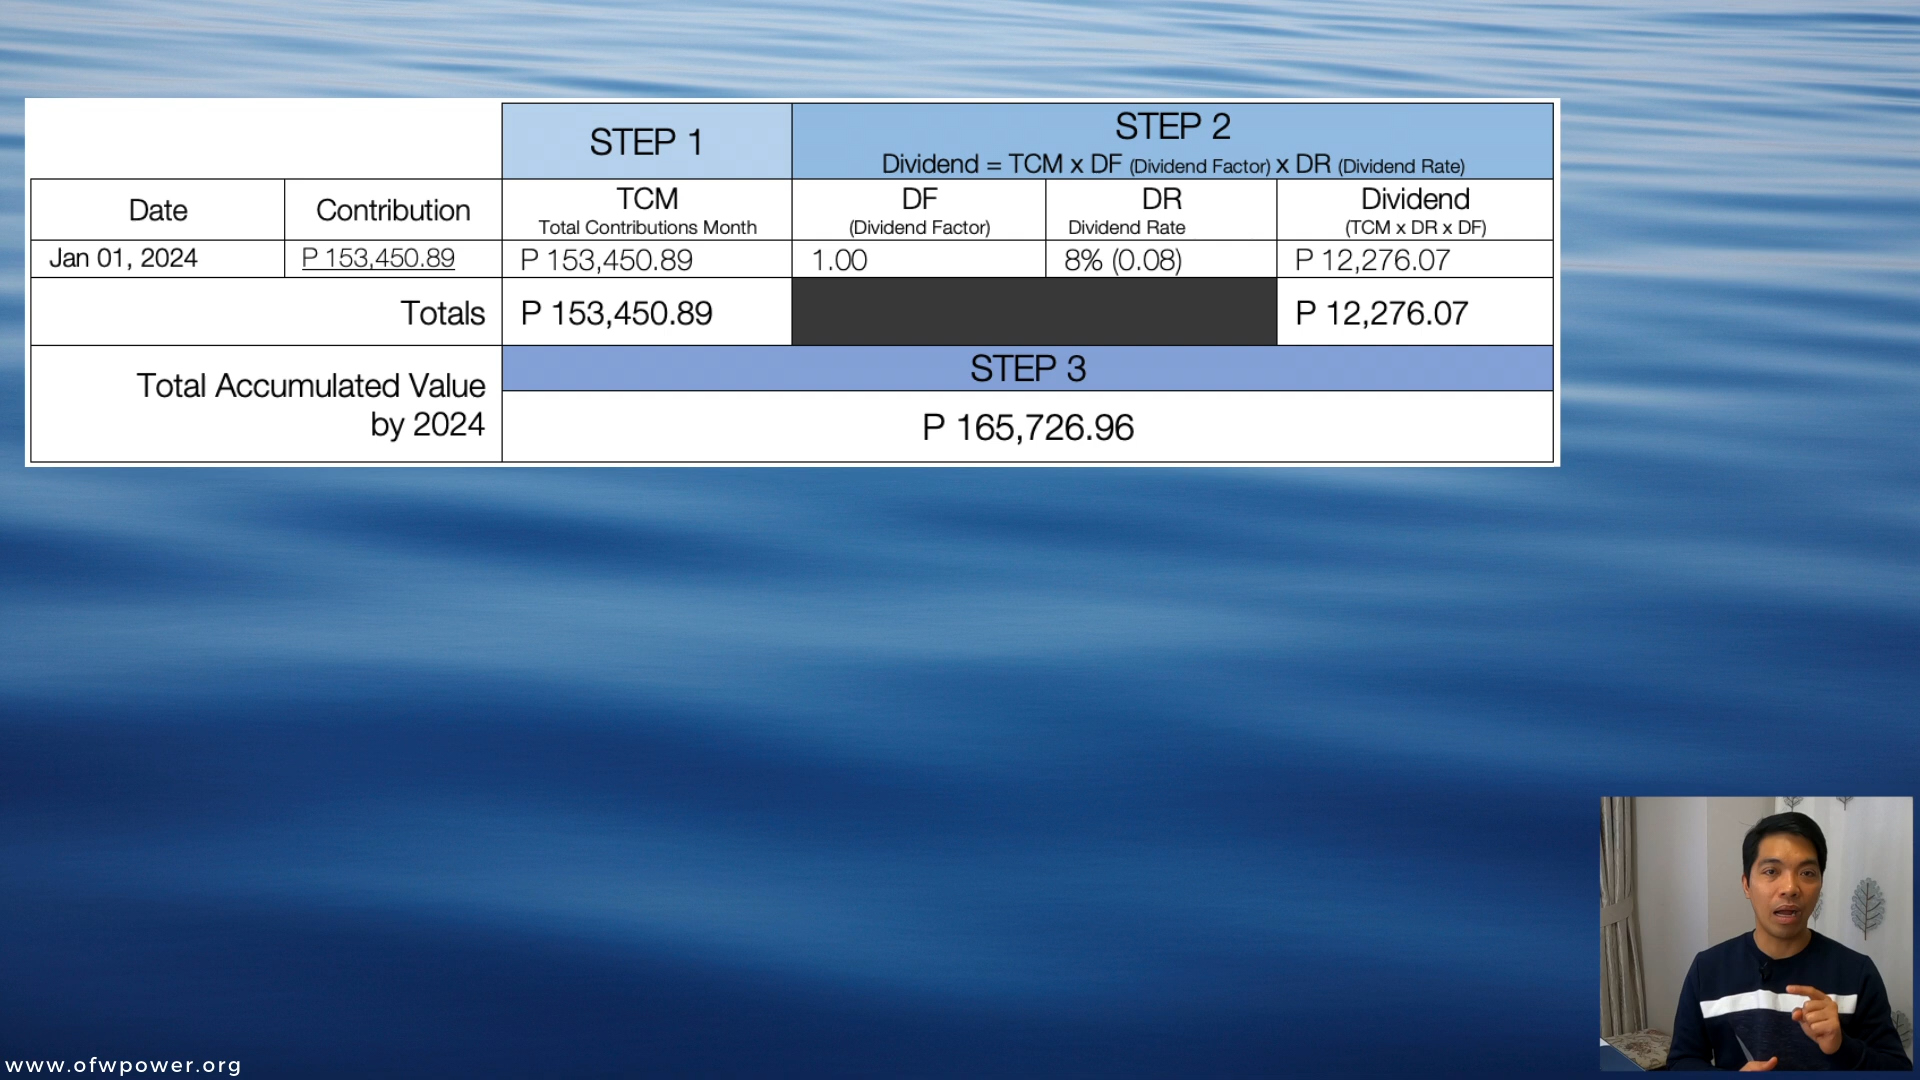 STEP 1
STEP 2
Dividend = TCM x DF (Dividend Factor) x DR (Dividend Rate)
Date
Contribution
TCM
Total Contributions Month
DF
(Dividend Factor)
DR
Dividend Rate
Dividend
(TCM x DR x DF)
Jan 01, 2024
P 153,450.89
P 153,450.89
1.00
8% (0.08)
P 12,276.07
Totals
P 153,450.89
P 12,276.07
Total Accumulated Value
by 2024
STEP 3
P 165,726.96
www.ofwpower.org